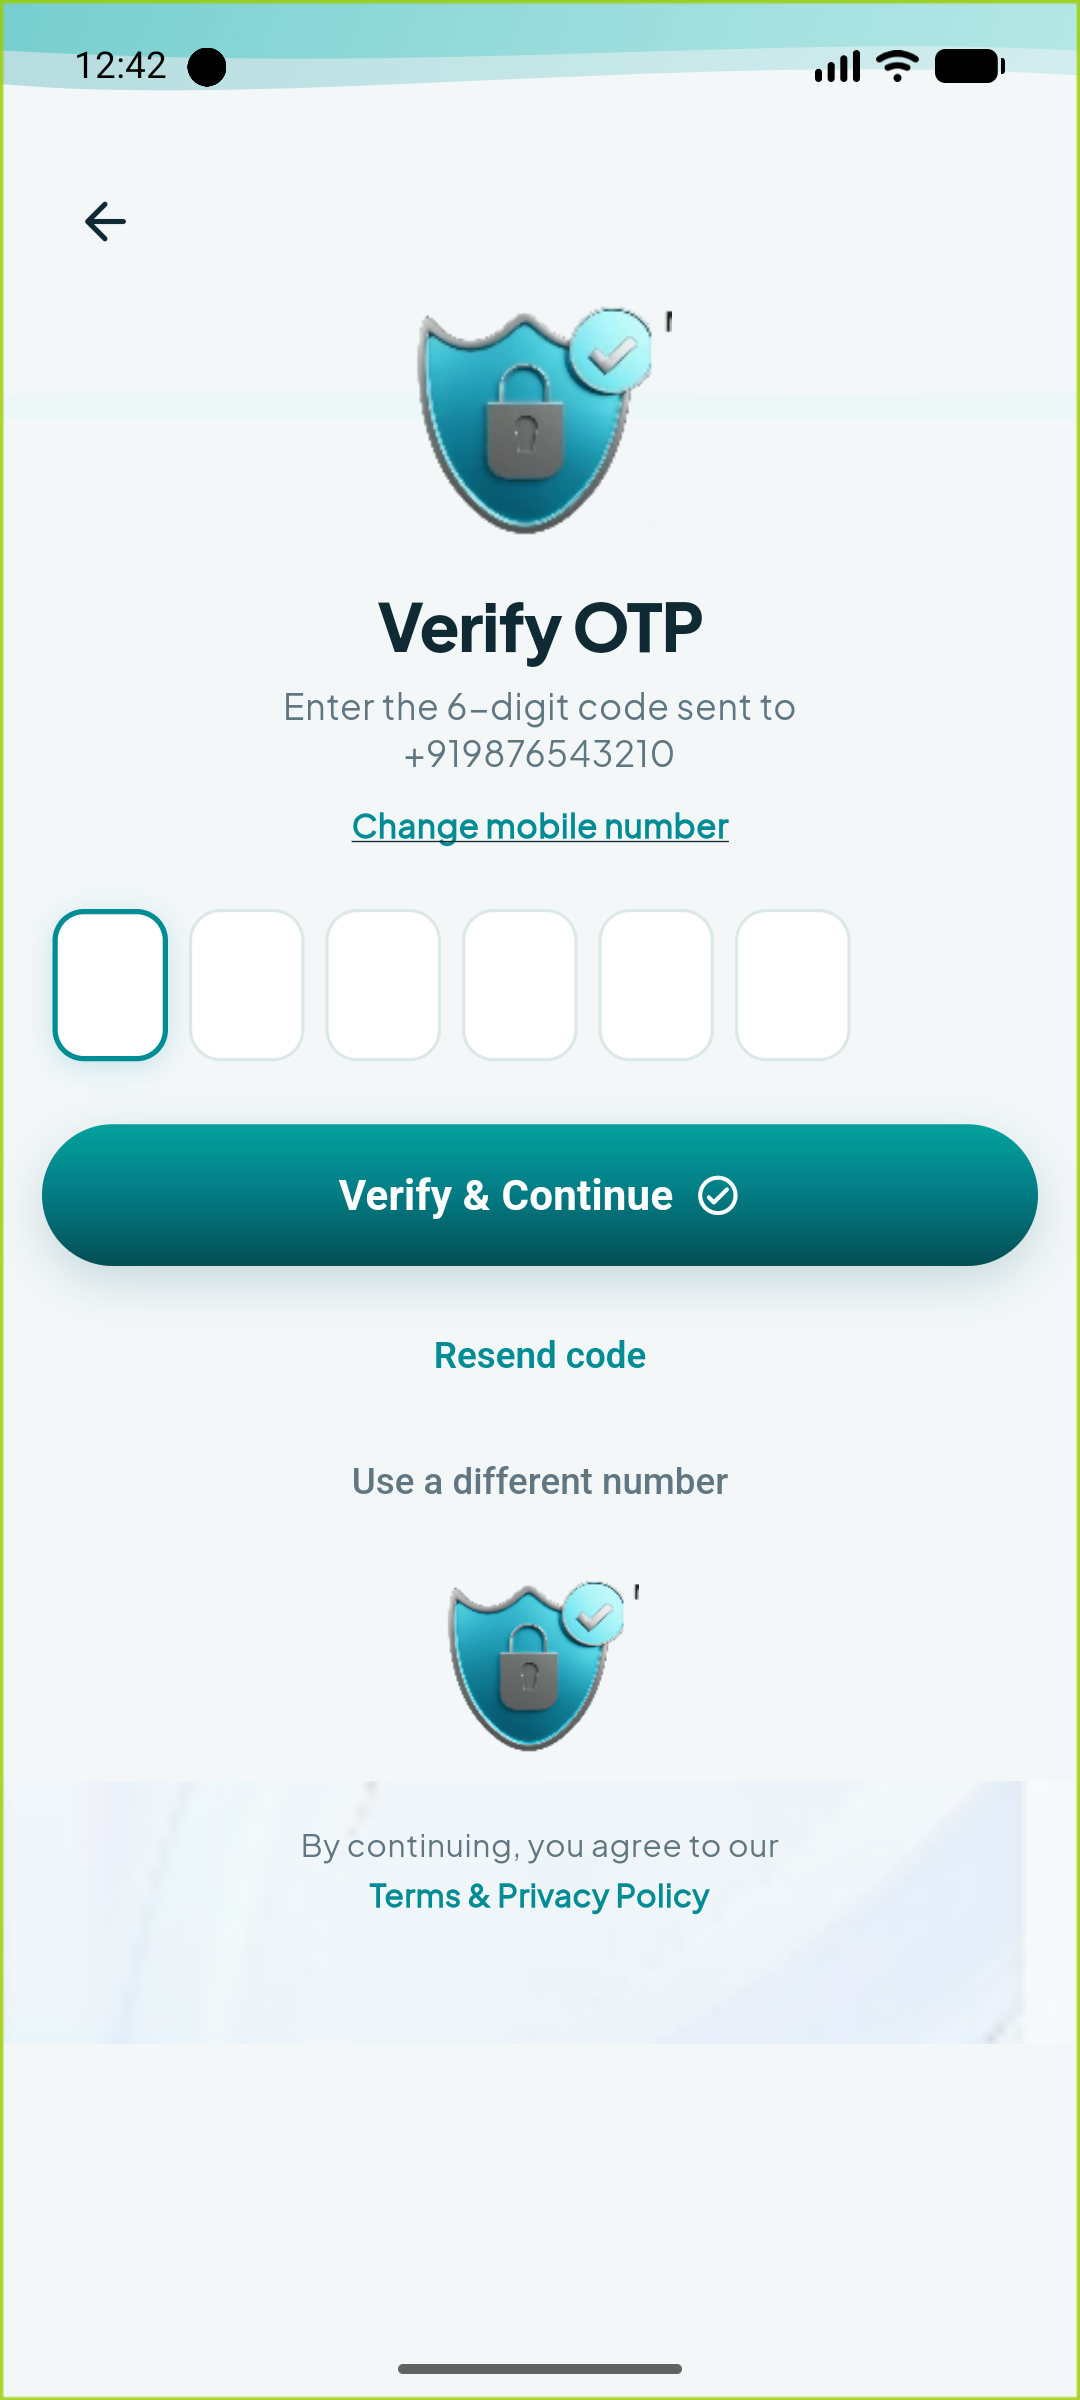 12:42
Verify OTP
Enter the 6-digit code sent to
+919876543210
Change mobile number
Verify & Continue
Resend code
Use a different number
By continuing, you agree to our
Terms & Privacy Policy